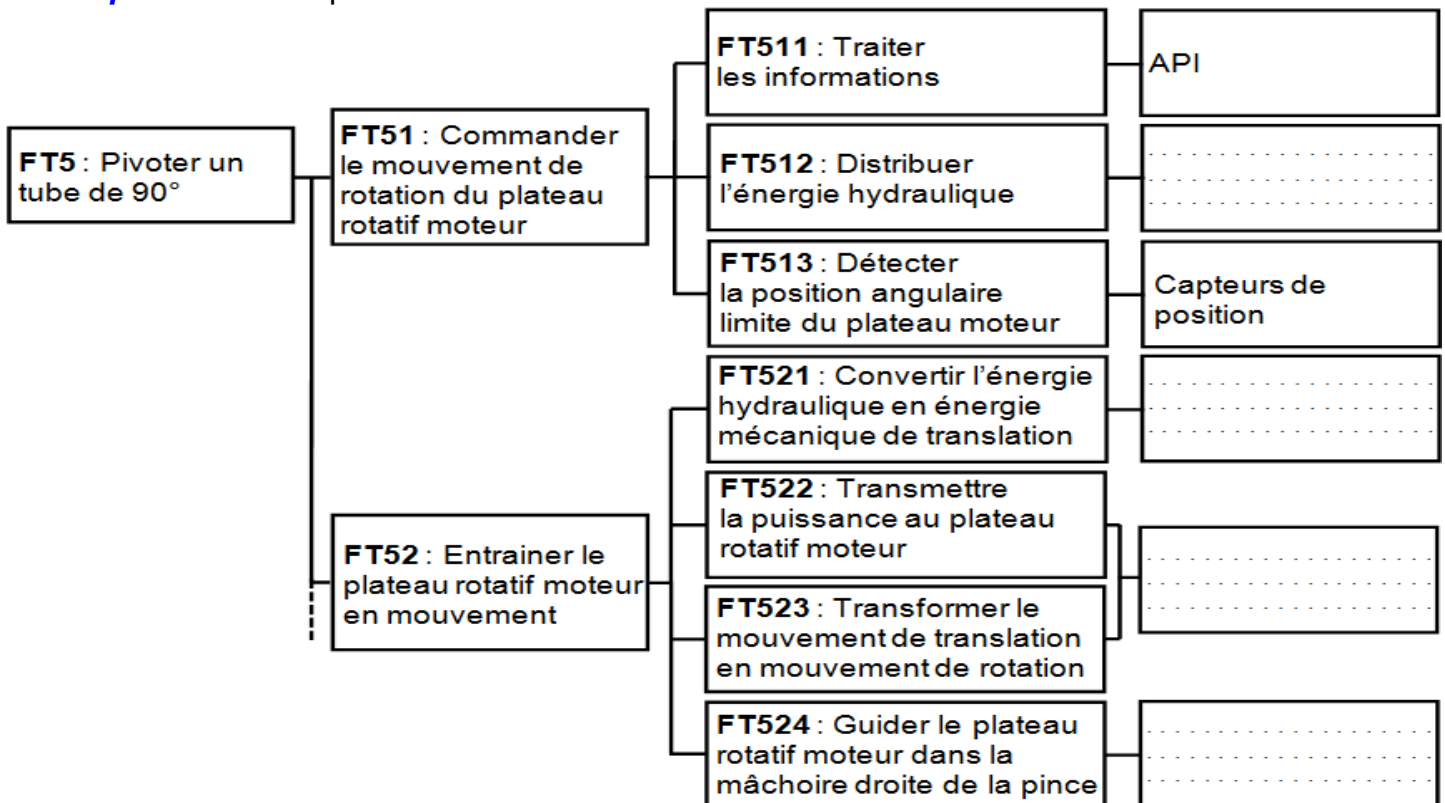 FT5 : Pivoter un
tube de 90°
FT51 : Commander
le mouvement de
rotation du plateau
rotatif moteur
FT511 : Traiter
les informations
API
FT512 : Distribuer
l'énergie hydraulique
FT513 : Détecter
la position angulaire
limite du plateau moteur
Capteurs de
position
FT52 : Entrainer le
plateau rotatif moteur
en mouvement
FT521 : Convertir l'énergie
hydraulique en énergie
mécanique de translation
FT522 : Transmettre
la puissance au plateau
rotatif moteur
FT523 : Transformer le
mouvement de translation
en mouvement de rotation
FT524 : Guider le plateau
rotatif moteur dans la
mâchoire droite de la pince